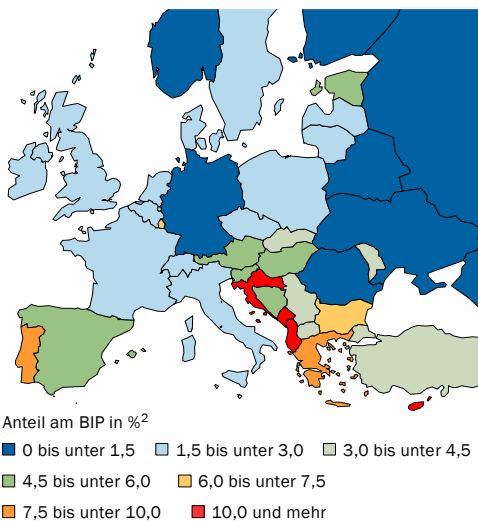 Anteil am BIP in %²
0 bis unter 1,5 1,5 bis unter 3,0 3,0 bis unter 4,5
4,5 bis unter 6,0 6,0 bis unter 7,5
7,5 bis unter 10,0 10,0 und mehr